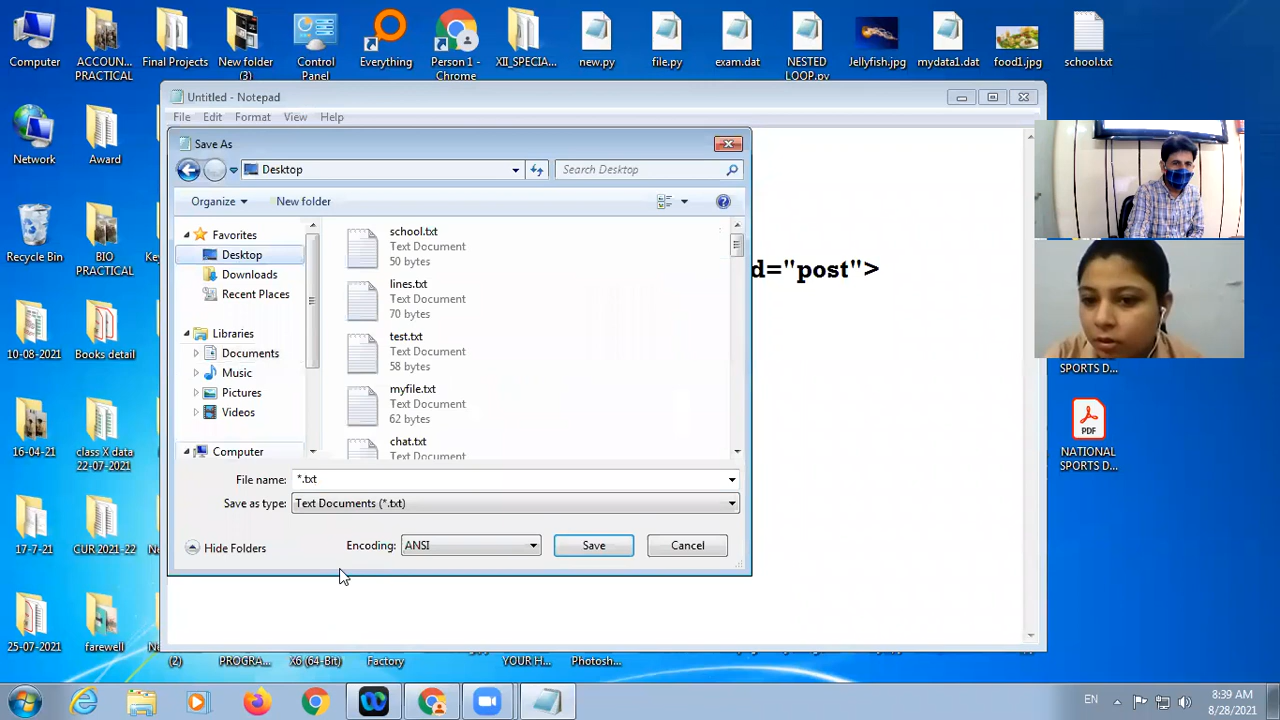 Computer
ACCOUN...
PRACTICAL
Final Projects
New folder
(3)
Control
Panel
Everything
Person 1 -
Chrome
XII_SPECIA...
new.py
file.py
exam.dat
NESTED
LOOP.py
Jellyfish.jpg
mydata1.dat
food1.jpg
school.txt
Untitled - Notepad
File Edit Format View Help
Save As
Desktop
Search Desktop
Organize
New folder
Favorites
Desktop
Downloads
Recent Places
Libraries
Documents
Music
Pictures
Videos
Computer
school.txt
Text Document
50 bytes
lines.txt
Text Document
70 bytes
test.txt
Text Document
58 bytes
myfile.txt
Text Document
62 bytes
chat.txt
Text Document
File name: *.txt
Save as type: Text Documents (*.txt)
Hide Folders
Encoding: ANSI
Save
Cancel
d="post">
Network
Award
Recycle Bin
BIO
PRACTICAL
10-08-2021
Books detail
16-04-21
class X data
22-07-2021
17-7-21
CUR 2021-22
25-07-2021
farewell
(2)
PROGRA...
X6 (64-Bit)
Factory
YOUR H...
Photosh...
SPORTS D...
PDF
NATIONAL
SPORTS D...
EN
8:39 AM
8/28/2021